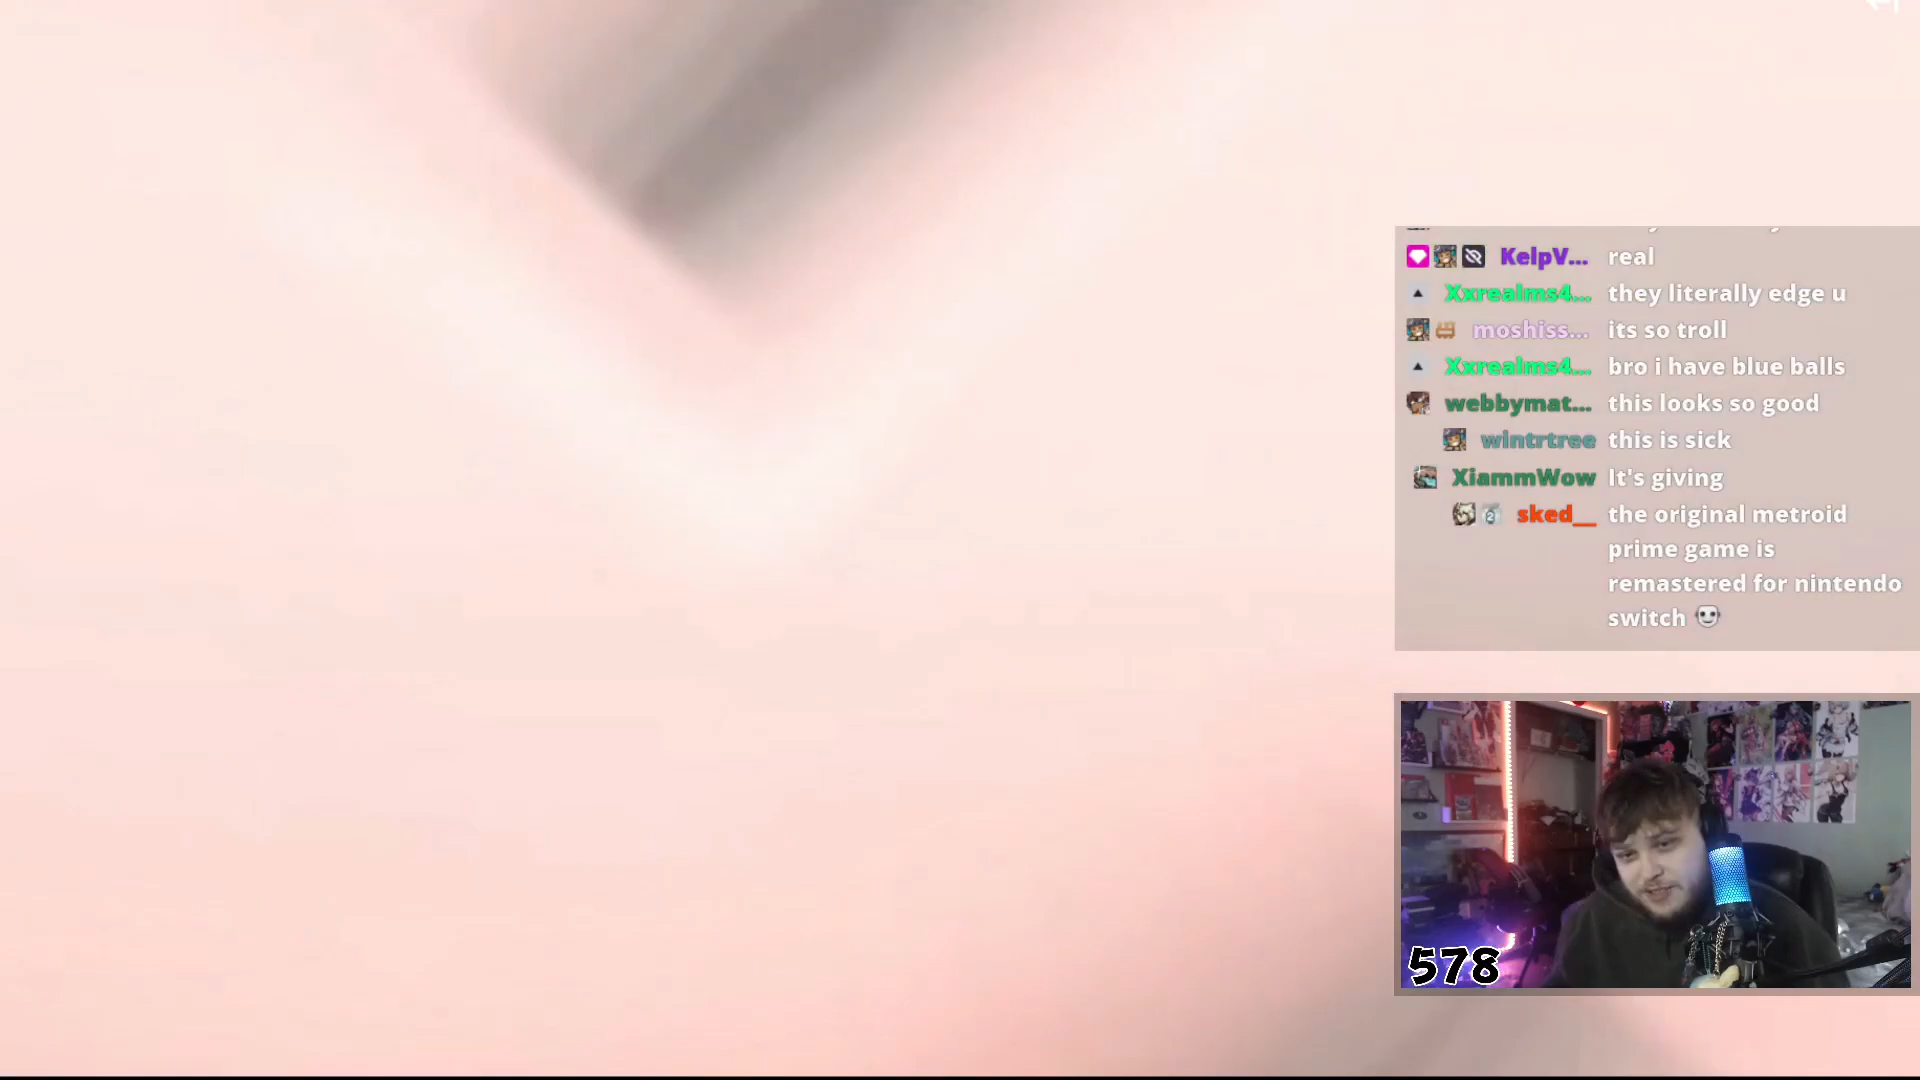 KelpV... real
Xxrealms4... they literally edge u
moshiss... its so troll
Xxrealms4... bro i have blue balls
webbymat... this looks so good
wintrtree this is sick
XiammWow It's giving
sked__ the original metroid
prime game is
remastered for nintendo
switch
578